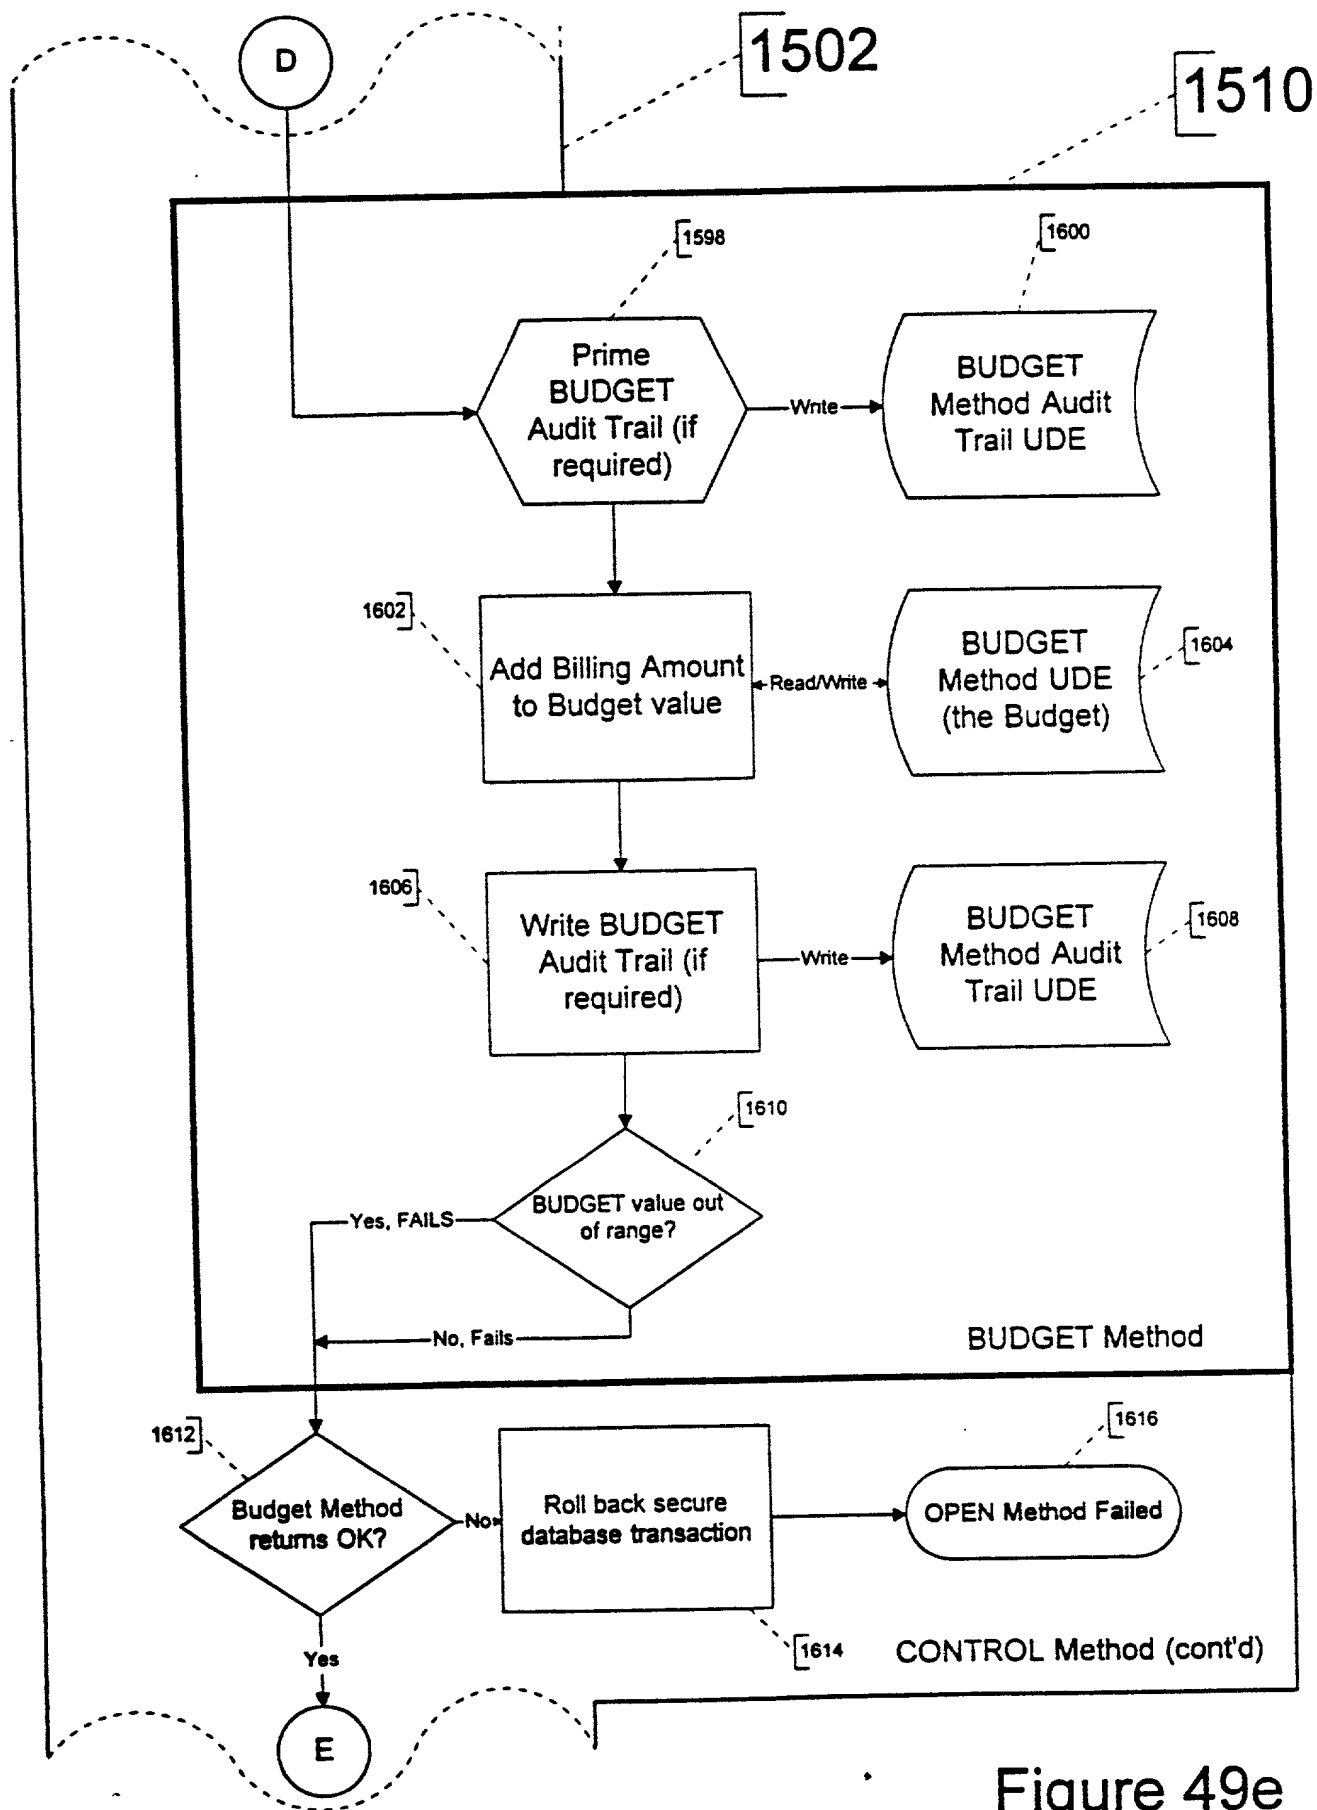 D
1502
1510
1598
1600
Prime
BUDGET
Audit Trail (if
required)
Write
BUDGET
Method Audit
Trail UDE
1602
Add Billing Amount
to Budget value
Read/Write
BUDGET
Method UDE
(the Budget)
1604
1606
Write BUDGET
Audit Trail (if
required)
Write
BUDGET
Method Audit
Trail UDE
1608
1610
BUDGET value out
of range?
Yes, FAILS
No, Fails
BUDGET Method
1612
Budget Method
returns OK?
No
Roll back secure
database transaction
1616
OPEN Method Failed
Yes
1614
CONTROL Method (cont'd)
E
Figure 49e